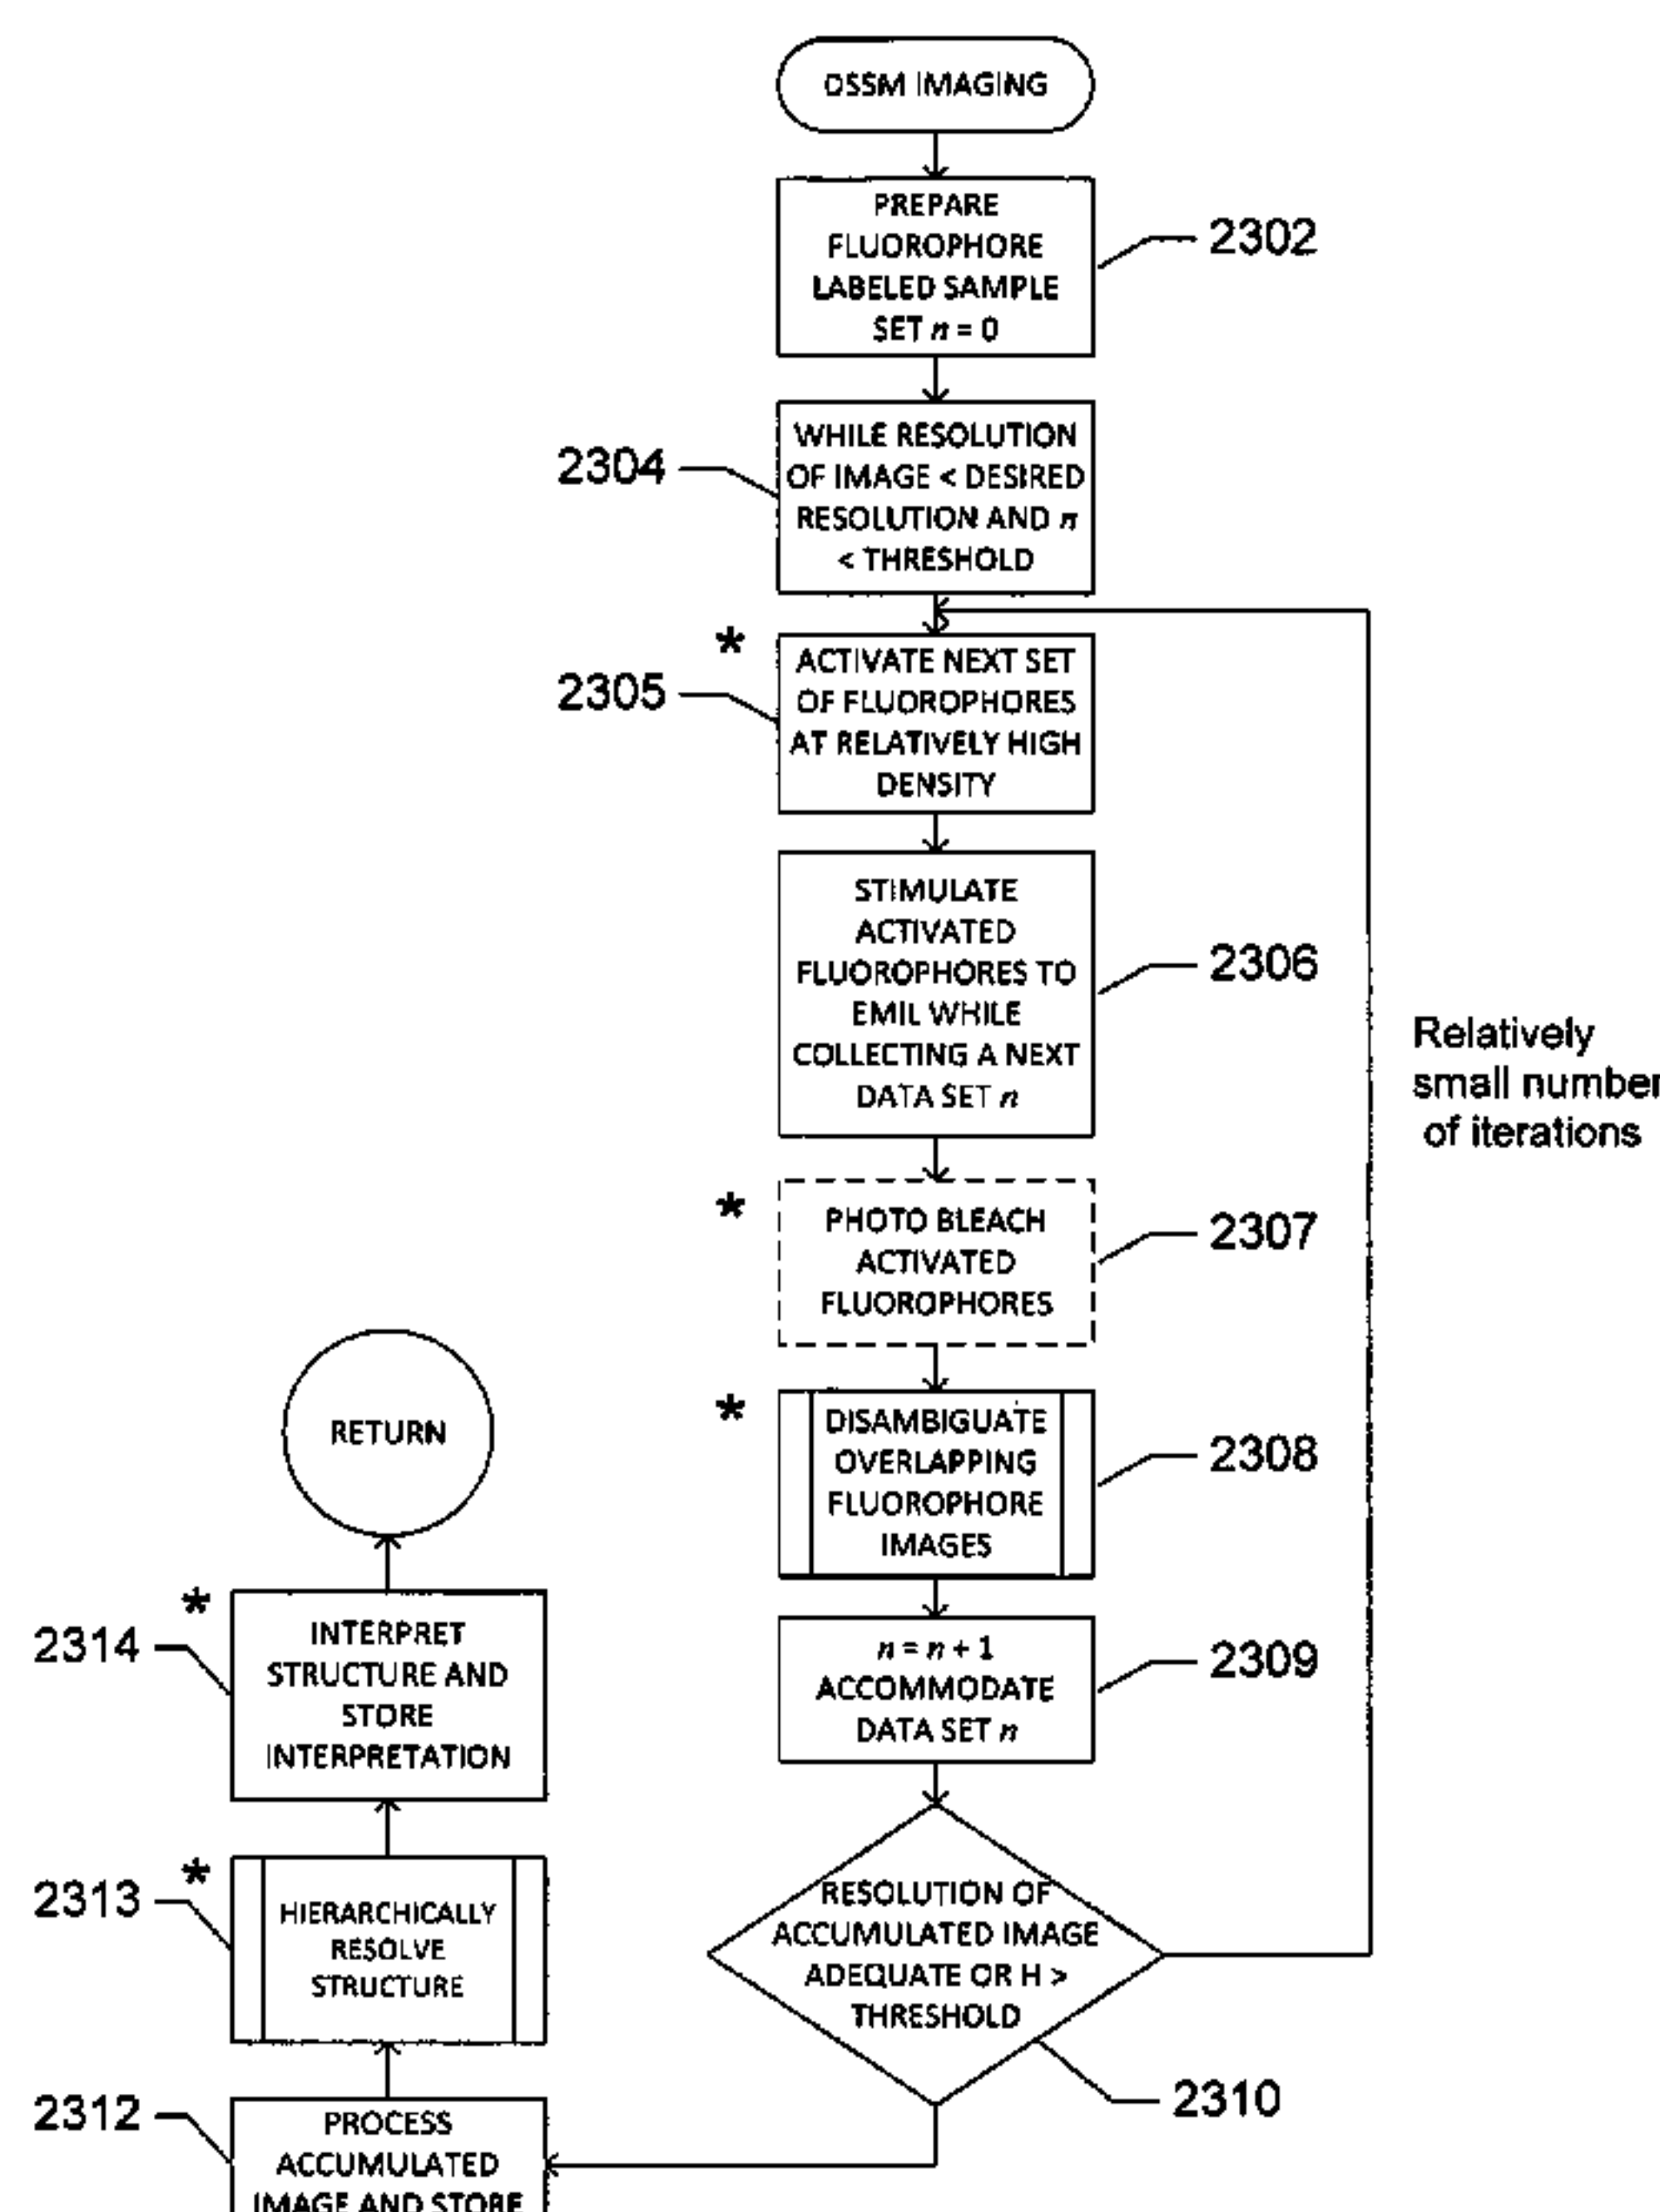 OSSM IMAGING
PREPARE
FLUOROPHORE
LABELED SAMPLE
SET n = 0
2302
WHILE RESOLUTION
OF IMAGE < DESIRED
RESOLUTION AND n
< THRESHOLD
2304
*
ACTIVATE NEXT SET
OF FLUOROPHORES
AT RELATIVELY HIGH
DENSITY
2305
STIMULATE
ACTIVATED
FLUOROPHORES TO
EMIL WHILE
COLLECTING A NEXT
DATA SET n
2306
Relatively
small number
of iterations
*
PHOTO BLEACH
ACTIVATED
FLUOROPHORES
2307
*
DISAMBIGUATE
OVERLAPPING
FLUOROPHORE
IMAGES
2308
n = n + 1
ACCOMMODATE
DATA SET n
2309
RESOLUTION OF
ACCUMULATED IMAGE
ADEQUATE OR H >
THRESHOLD
2310
PROCESS
ACCUMULATED
IMAGE AND STORE
2312
*
HIERARCHICALLY
RESOLVE
STRUCTURE
2313
*
INTERPRET
STRUCTURE AND
STORE
INTERPRETATION
2314
RETURN